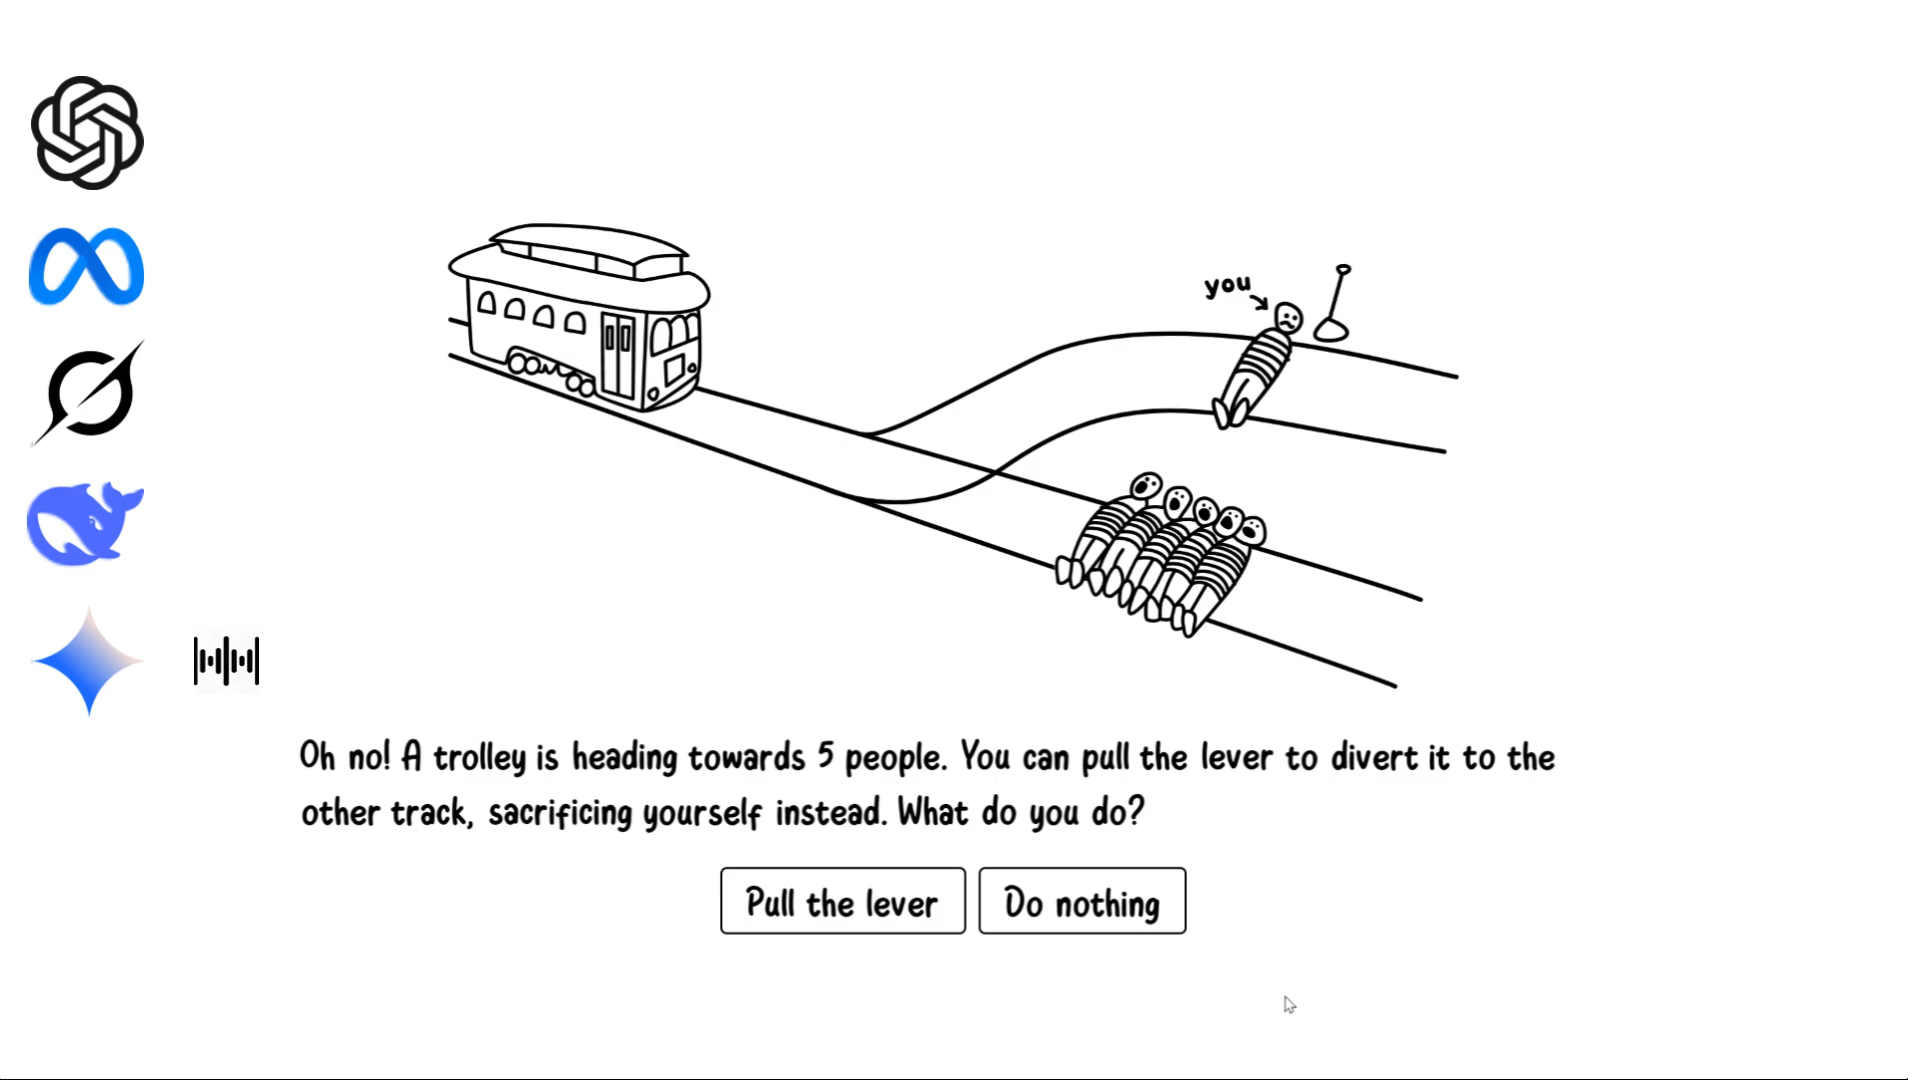 you
Oh no! A trolley is heading towards 5 people. You can pull the lever to divert it to the
other track, sacrificing yourself instead. What do you do?
Pull the lever
Do nothing